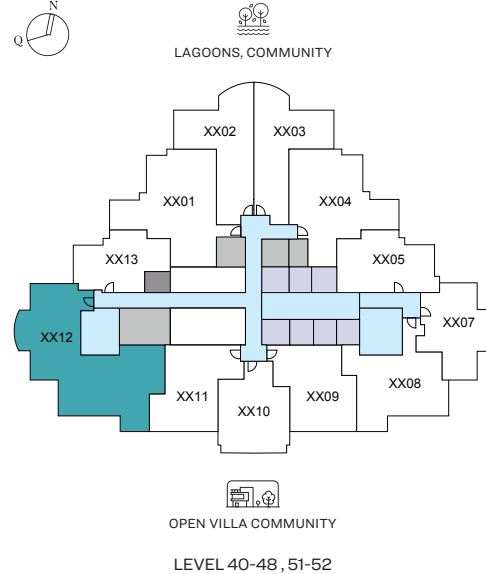 N
Q
LAGOONS, COMMUNITY
XX02 XX03
XX01 XX04
XX13 XX05
XX12 XX07
XX11 XX10 XX09 XX08
OPEN VILLA COMMUNITY
LEVEL 40-48 , 51-52